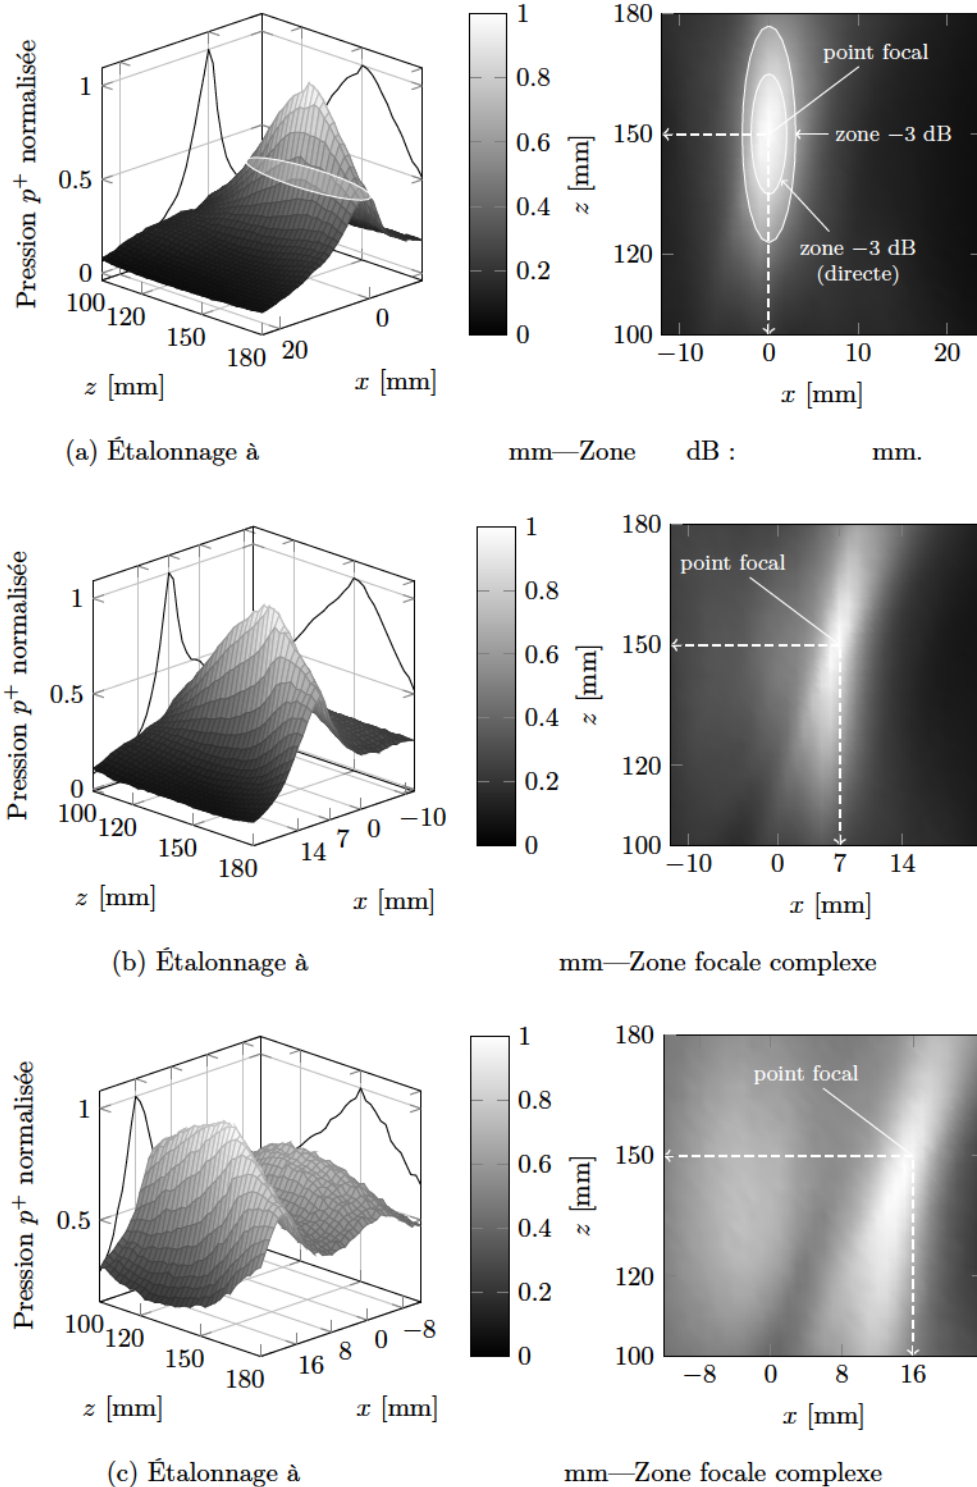 Pression p⁺ normalisée
1
0.5
0
100
120
150
180
z [mm]
20
0
x [mm]
1
0.8
0.6
0.4
0.2
0
z [mm]
180
150
120
100
point focal
zone −3 dB
zone −3 dB
(directe)
−10 0 10 20
x [mm]
(a) Étalonnage à mm—Zone dB : mm.
Pression p⁺ normalisée
1
0.5
0
100
120
150
180
z [mm]
14
7
0
−10
x [mm]
1
0.8
0.6
0.4
0.2
0
z [mm]
180
150
120
100
point focal
−10 0 7 14
x [mm]
(b) Étalonnage à mm—Zone focale complexe
Pression p⁺ normalisée
1
0.5
100
120
150
180
z [mm]
16
8
0
−8
x [mm]
1
0.8
0.6
0.4
0.2
0
z [mm]
180
150
120
100
point focal
−8 0 8 16
x [mm]
(c) Étalonnage à mm—Zone focale complexe